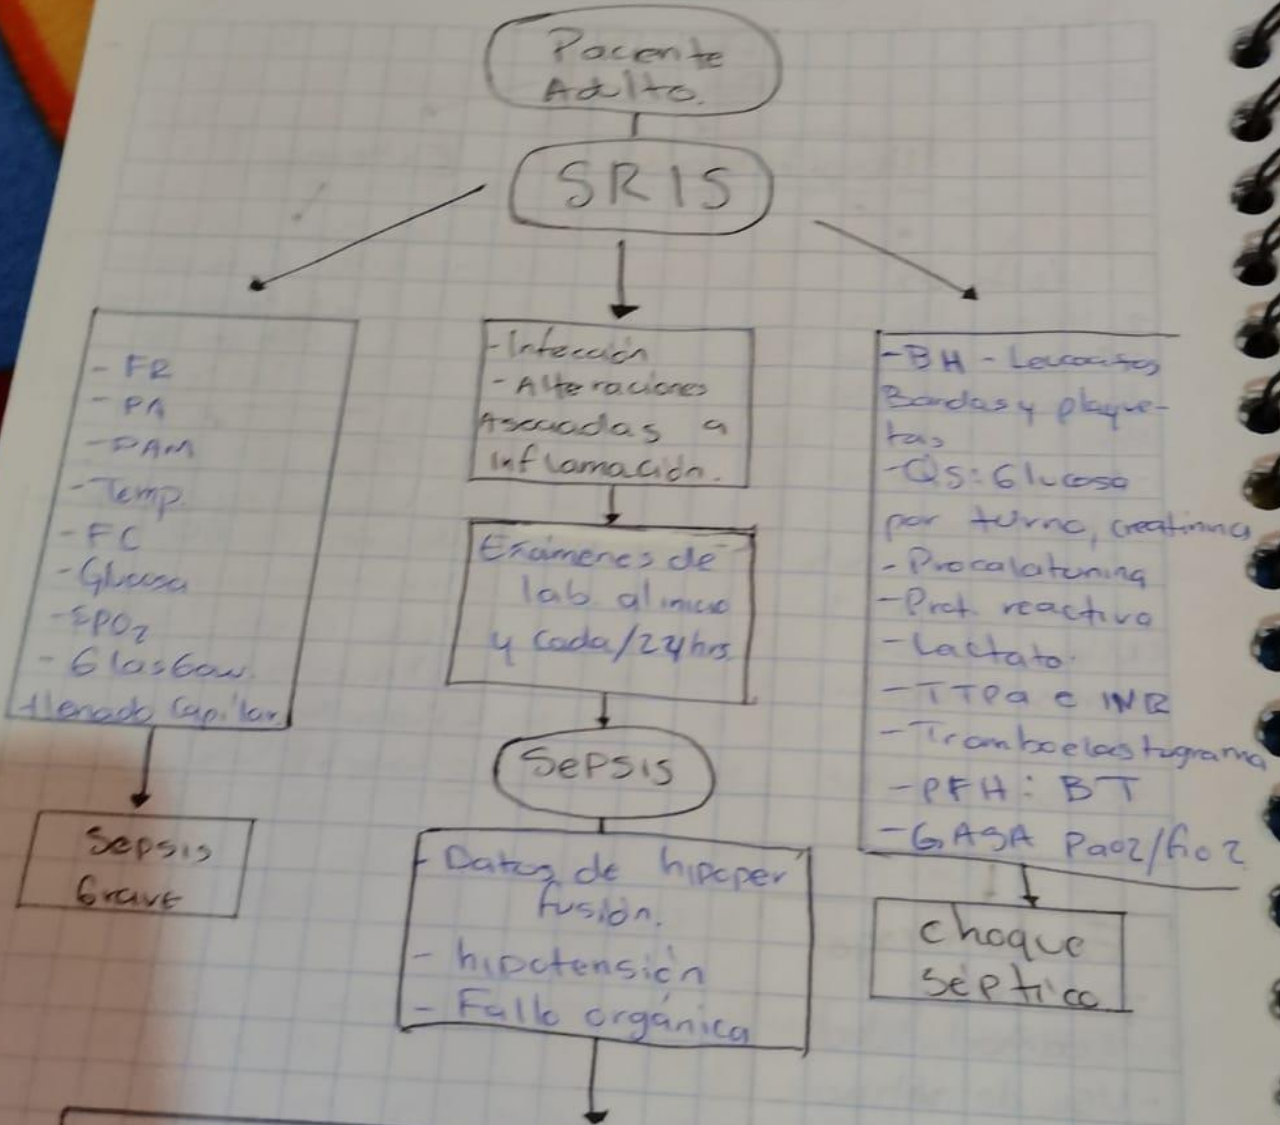 Paciente
Adulto.
SRIS
- FR
- PA
- PAM
- Temp.
- FC
- Glucosa
- SPO2
- Glasgow.
llenado Capilar
Sepsis
Grave
- Infección
- Alteraciones
Asociadas a
inflamación.
Exámenes de
lab. al inicio
y cada/24hrs.
Sepsis
- Datos de hipoper
fusión.
- hipotensión
- Fallo orgánica
- BH - Leucocitos
Bandas y plaque-
tas
- Qs: Glucosa
por turno, creatinina
- Procalatonina
- Prot. reactiva
- Lactato.
- TTPa e INR
- Tromboelastograma
- PFH: BT
- GASA PaO2/fio2
Choque
Séptico